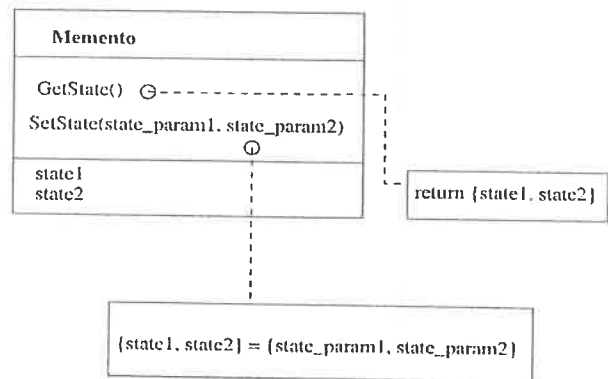 Memento
GetState()
SetState(state_param1, state_param2)
state1
state2
return {state1, state2}
{state1, state2} = {state_param1, state_param2}